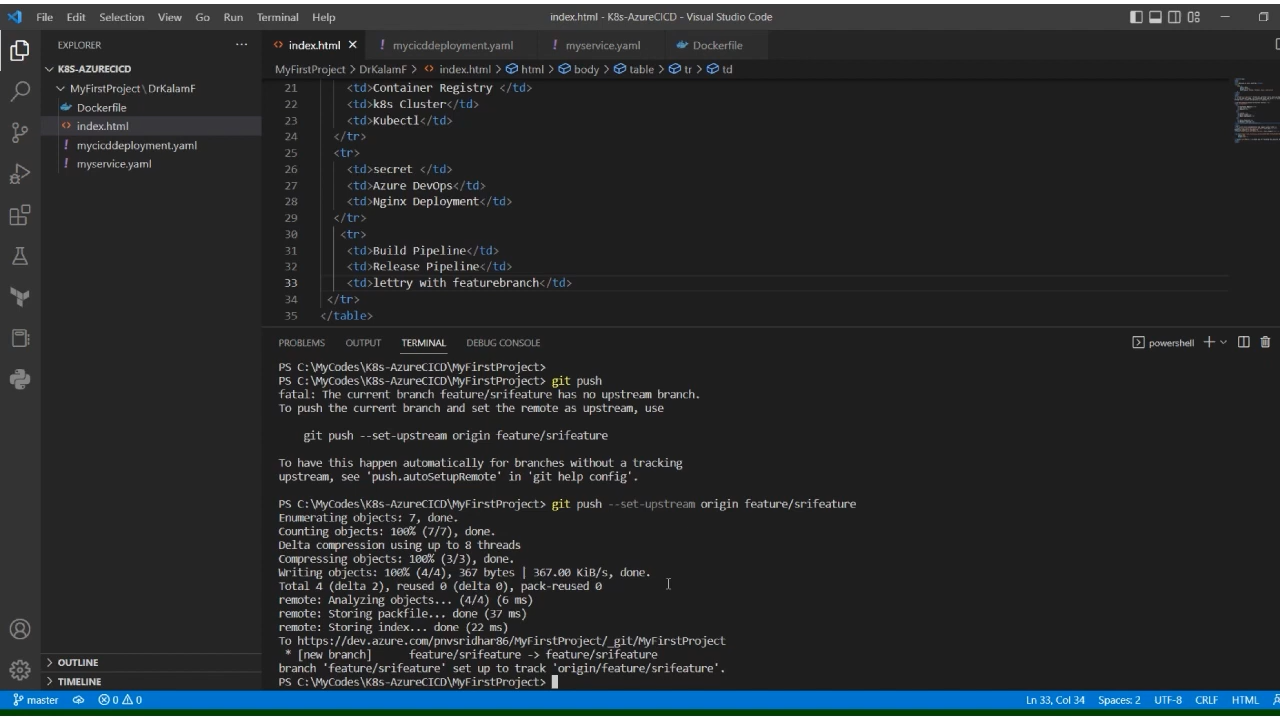 File Edit Selection View Go Run Terminal Help
index.html - K8s-AzureCICD - Visual Studio Code
EXPLORER
K8S-AZURECICD
MyFirstProject \ DrKalamF
Dockerfile
index.html
mycicddeployment.yaml
myservice.yaml
OUTLINE
TIMELINE
<> index.html × ! mycicddeployment.yaml ! myservice.yaml Dockerfile
MyFirstProject > DrKalamF > <> index.html > html > body > table > tr > td
21 <td>Container Registry </td>
22 <td>k8s Cluster</td>
23 <td>Kubectl</td>
24 </tr>
25 <tr>
26 <td>secret </td>
27 <td>Azure DevOps</td>
28 <td>Nginx Deployment</td>
29 </tr>
30 <tr>
31 <td>Build Pipeline</td>
32 <td>Release Pipeline</td>
33 <td>lettry with featurebranch</td>
34 </tr>
35 </table>
PROBLEMS OUTPUT TERMINAL DEBUG CONSOLE
powershell
PS C:\MyCodes\K8s-AzureCICD\MyFirstProject>
PS C:\MyCodes\K8s-AzureCICD\MyFirstProject> git push
fatal: The current branch feature/srifeature has no upstream branch.
To push the current branch and set the remote as upstream, use
git push --set-upstream origin feature/srifeature
To have this happen automatically for branches without a tracking
upstream, see 'push.autoSetupRemote' in 'git help config'.
PS C:\MyCodes\K8s-AzureCICD\MyFirstProject> git push --set-upstream origin feature/srifeature
Enumerating objects: 7, done.
Counting objects: 100% (7/7), done.
Delta compression using up to 8 threads
Compressing objects: 100% (3/3), done.
Writing objects: 100% (4/4), 367 bytes | 367.00 KiB/s, done.
Total 4 (delta 2), reused 0 (delta 0), pack-reused 0
remote: Analyzing objects... (4/4) (6 ms)
remote: Storing packfile... done (37 ms)
remote: Storing index... done (22 ms)
To https://dev.azure.com/pnvsridhar86/MyFirstProject/_git/MyFirstProject
* [new branch] feature/srifeature -> feature/srifeature
branch 'feature/srifeature' set up to track 'origin/feature/srifeature'.
PS C:\MyCodes\K8s-AzureCICD\MyFirstProject>
master 0 0 Ln 33, Col 34 Spaces: 2 UTF-8 CRLF HTML